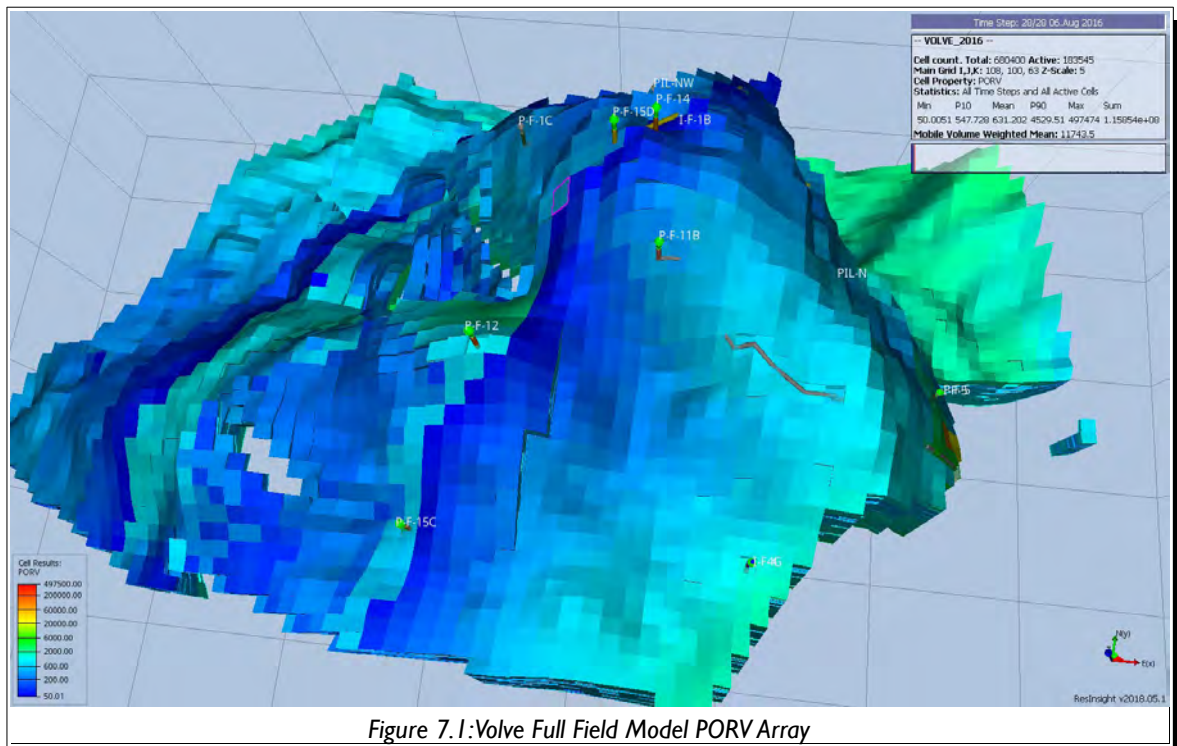 Time Step: 20/20 06.Aug 2016
-- VOLVE_2016 --
Cell count. Total: 680400 Active: 183545
Main Grid I,J,K: 108, 100, 63 Z-Scale: 5
Cell Property: PORV
Statistics: All Time Steps and All Active Cells
Min P10 Mean P90 Max Sum
50.0051 547.728 631.202 4529.51 497474 1.15854e+08
Mobile Volume Weighted Mean: 11743.5
PIL-NW
P-F-14
P-F-15D
I-F-1B
P-F-1C
P-F-11B
PIL-N
P-F-12
P-F-15C
I-F4G
Cell Results:
PORV
497500.00
200000.00
60000.00
20000.00
6000.00
2000.00
600.00
200.00
50.01
N(y)
E(x)
ResInsight v2018.05.1
Figure 7.1:Volve Full Field Model PORV Array